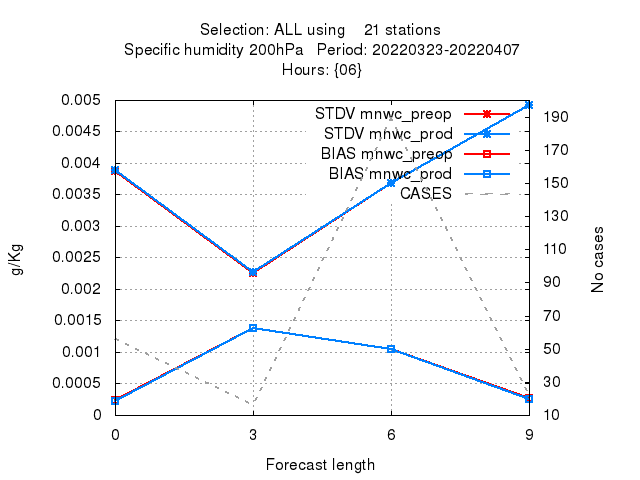 Selection: ALL using    21 stations
Specific humidity 200hPa   Period: 20220323-20220407
Hours: {06}
STDV mnwc_preop
STDV mnwc_prod
BIAS mnwc_preop
BIAS mnwc_prod
CASES
0.005
0.0045
0.004
0.0035
0.003
0.0025
0.002
0.0015
0.001
0.0005
0
g/Kg
190
170
150
130
110
90
70
50
30
10
No cases
0 3 6 9
Forecast length